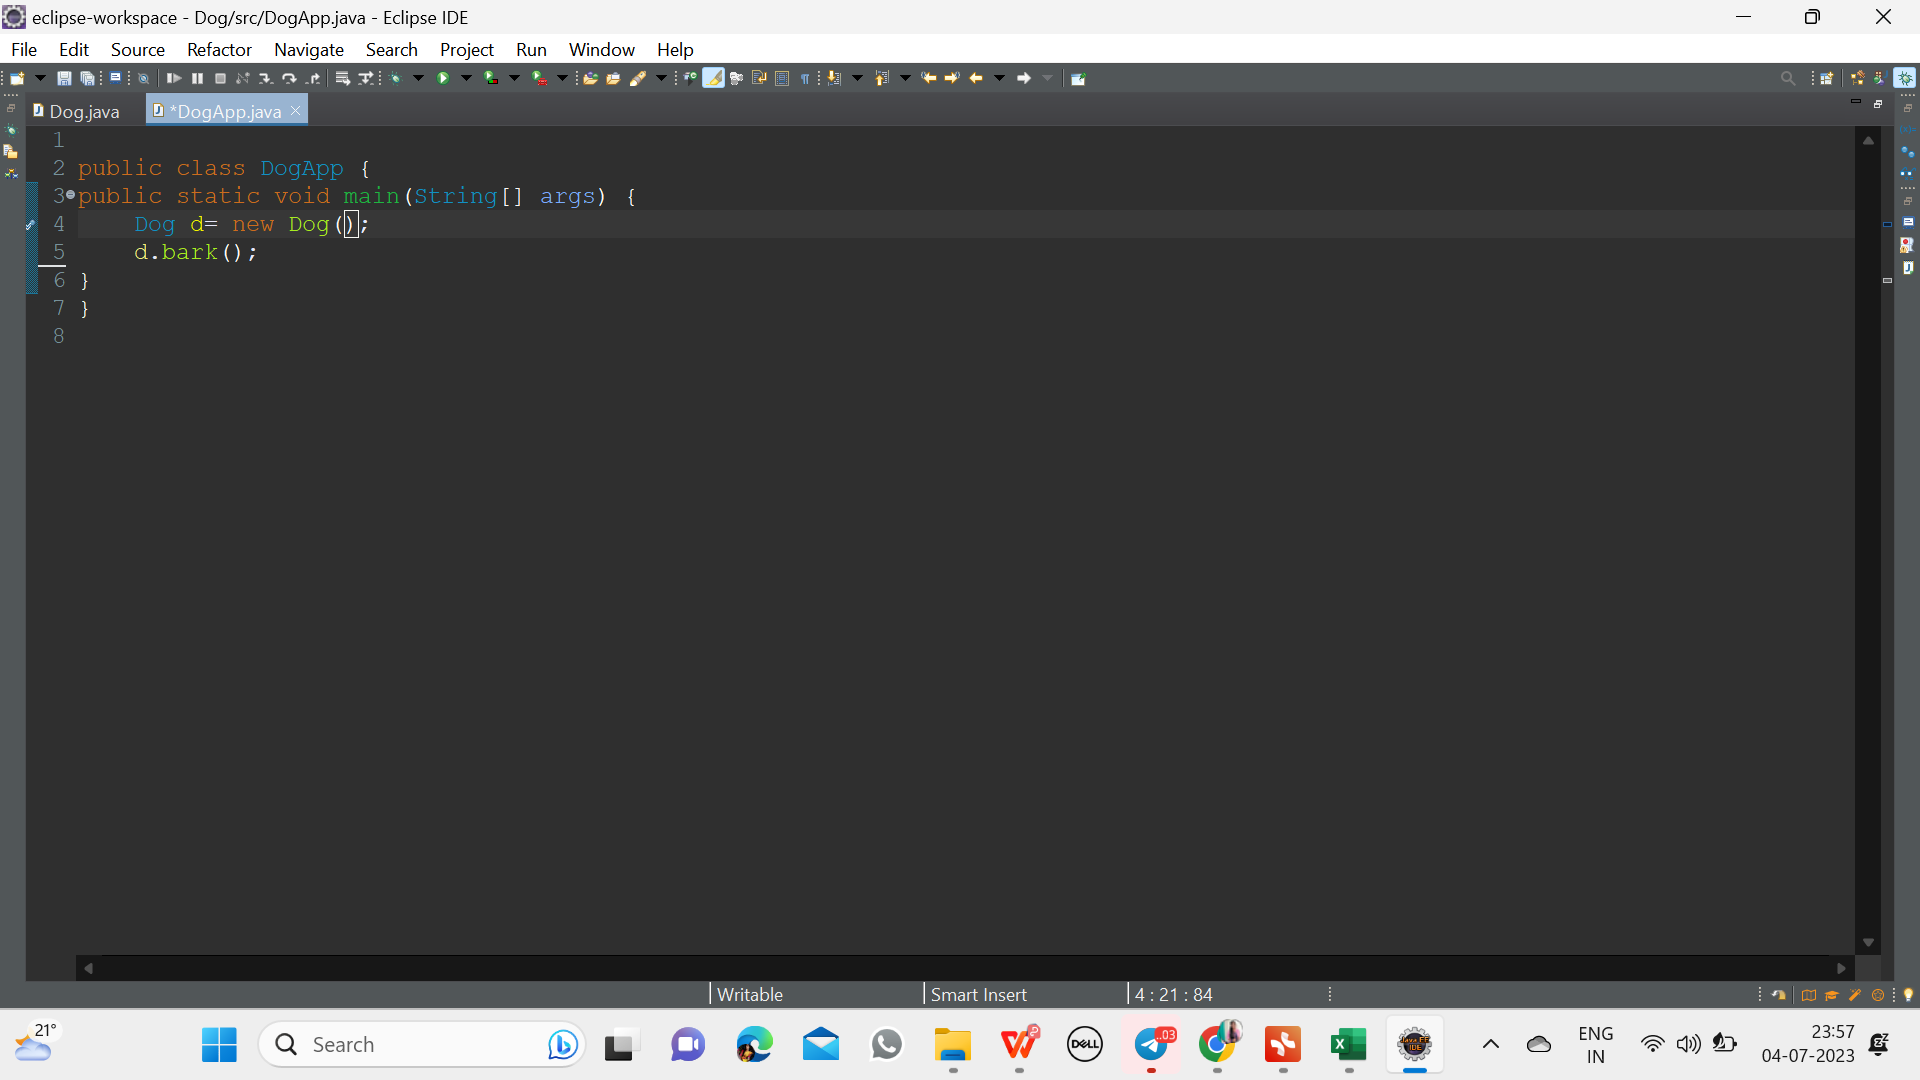 eclipse-workspace - Dog/src/DogApp.java - Eclipse IDE
File Edit Source Refactor Navigate Search Project Run Window Help
Dog.java *DogApp.java
1
2 public class DogApp {
3 public static void main(String[] args) {
4 Dog d= new Dog();
5 d.bark();
6 }
7 }
8
Writable Smart Insert 4 : 21 : 84
21°
Search
DELL
.03
ENG
IN
23:57
04-07-2023